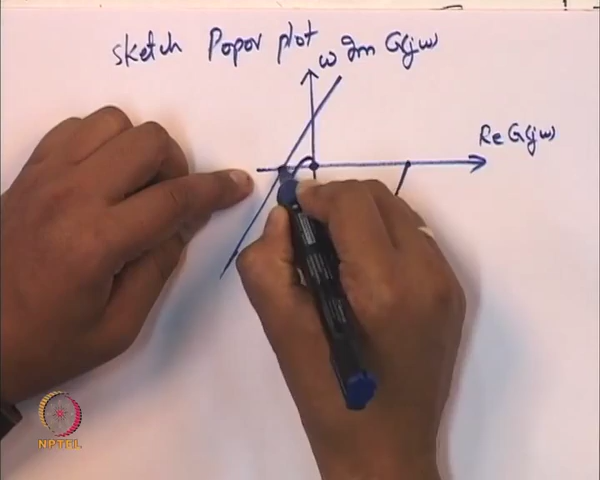 sketch Popov plot
ω Im G(jω)
Re G(jω)
NPTEL